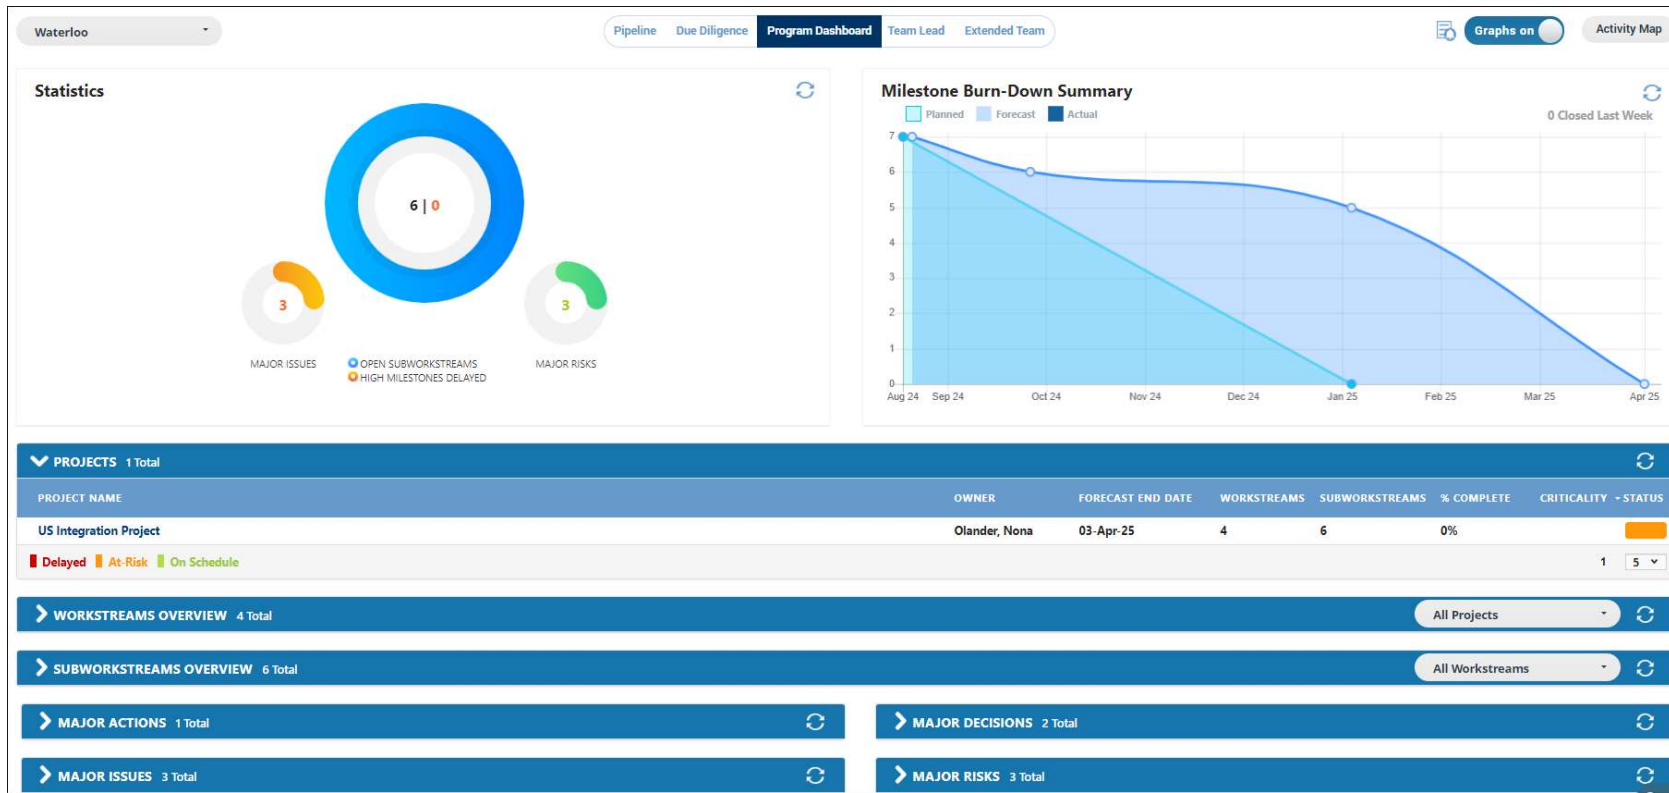 Waterloo
Pipeline Due Diligence Program Dashboard Team Lead Extended Team
Graphs on
Activity Map
Statistics
6 | 0
3
3
MAJOR ISSUES
OPEN SUBWORKSTREAMS
HIGH MILESTONES DELAYED
MAJOR RISKS
Milestone Burn-Down Summary
Planned Forecast Actual
0 Closed Last Week
7
6
5
4
3
2
1
0
Aug 24 Sep 24 Oct 24 Nov 24 Dec 24 Jan 25 Feb 25 Mar 25 Apr 25
PROJECTS 1 Total
PROJECT NAME OWNER FORECAST END DATE WORKSTREAMS SUBWORKSTREAMS % COMPLETE CRITICALITY STATUS
US Integration Project Olander, Nona 03-Apr-25 4 6 0%
Delayed At-Risk On Schedule 1 5
WORKSTREAMS OVERVIEW 4 Total All Projects
SUBWORKSTREAMS OVERVIEW 6 Total All Workstreams
MAJOR ACTIONS 1 Total
MAJOR DECISIONS 2 Total
MAJOR ISSUES 3 Total
MAJOR RISKS 3 Total